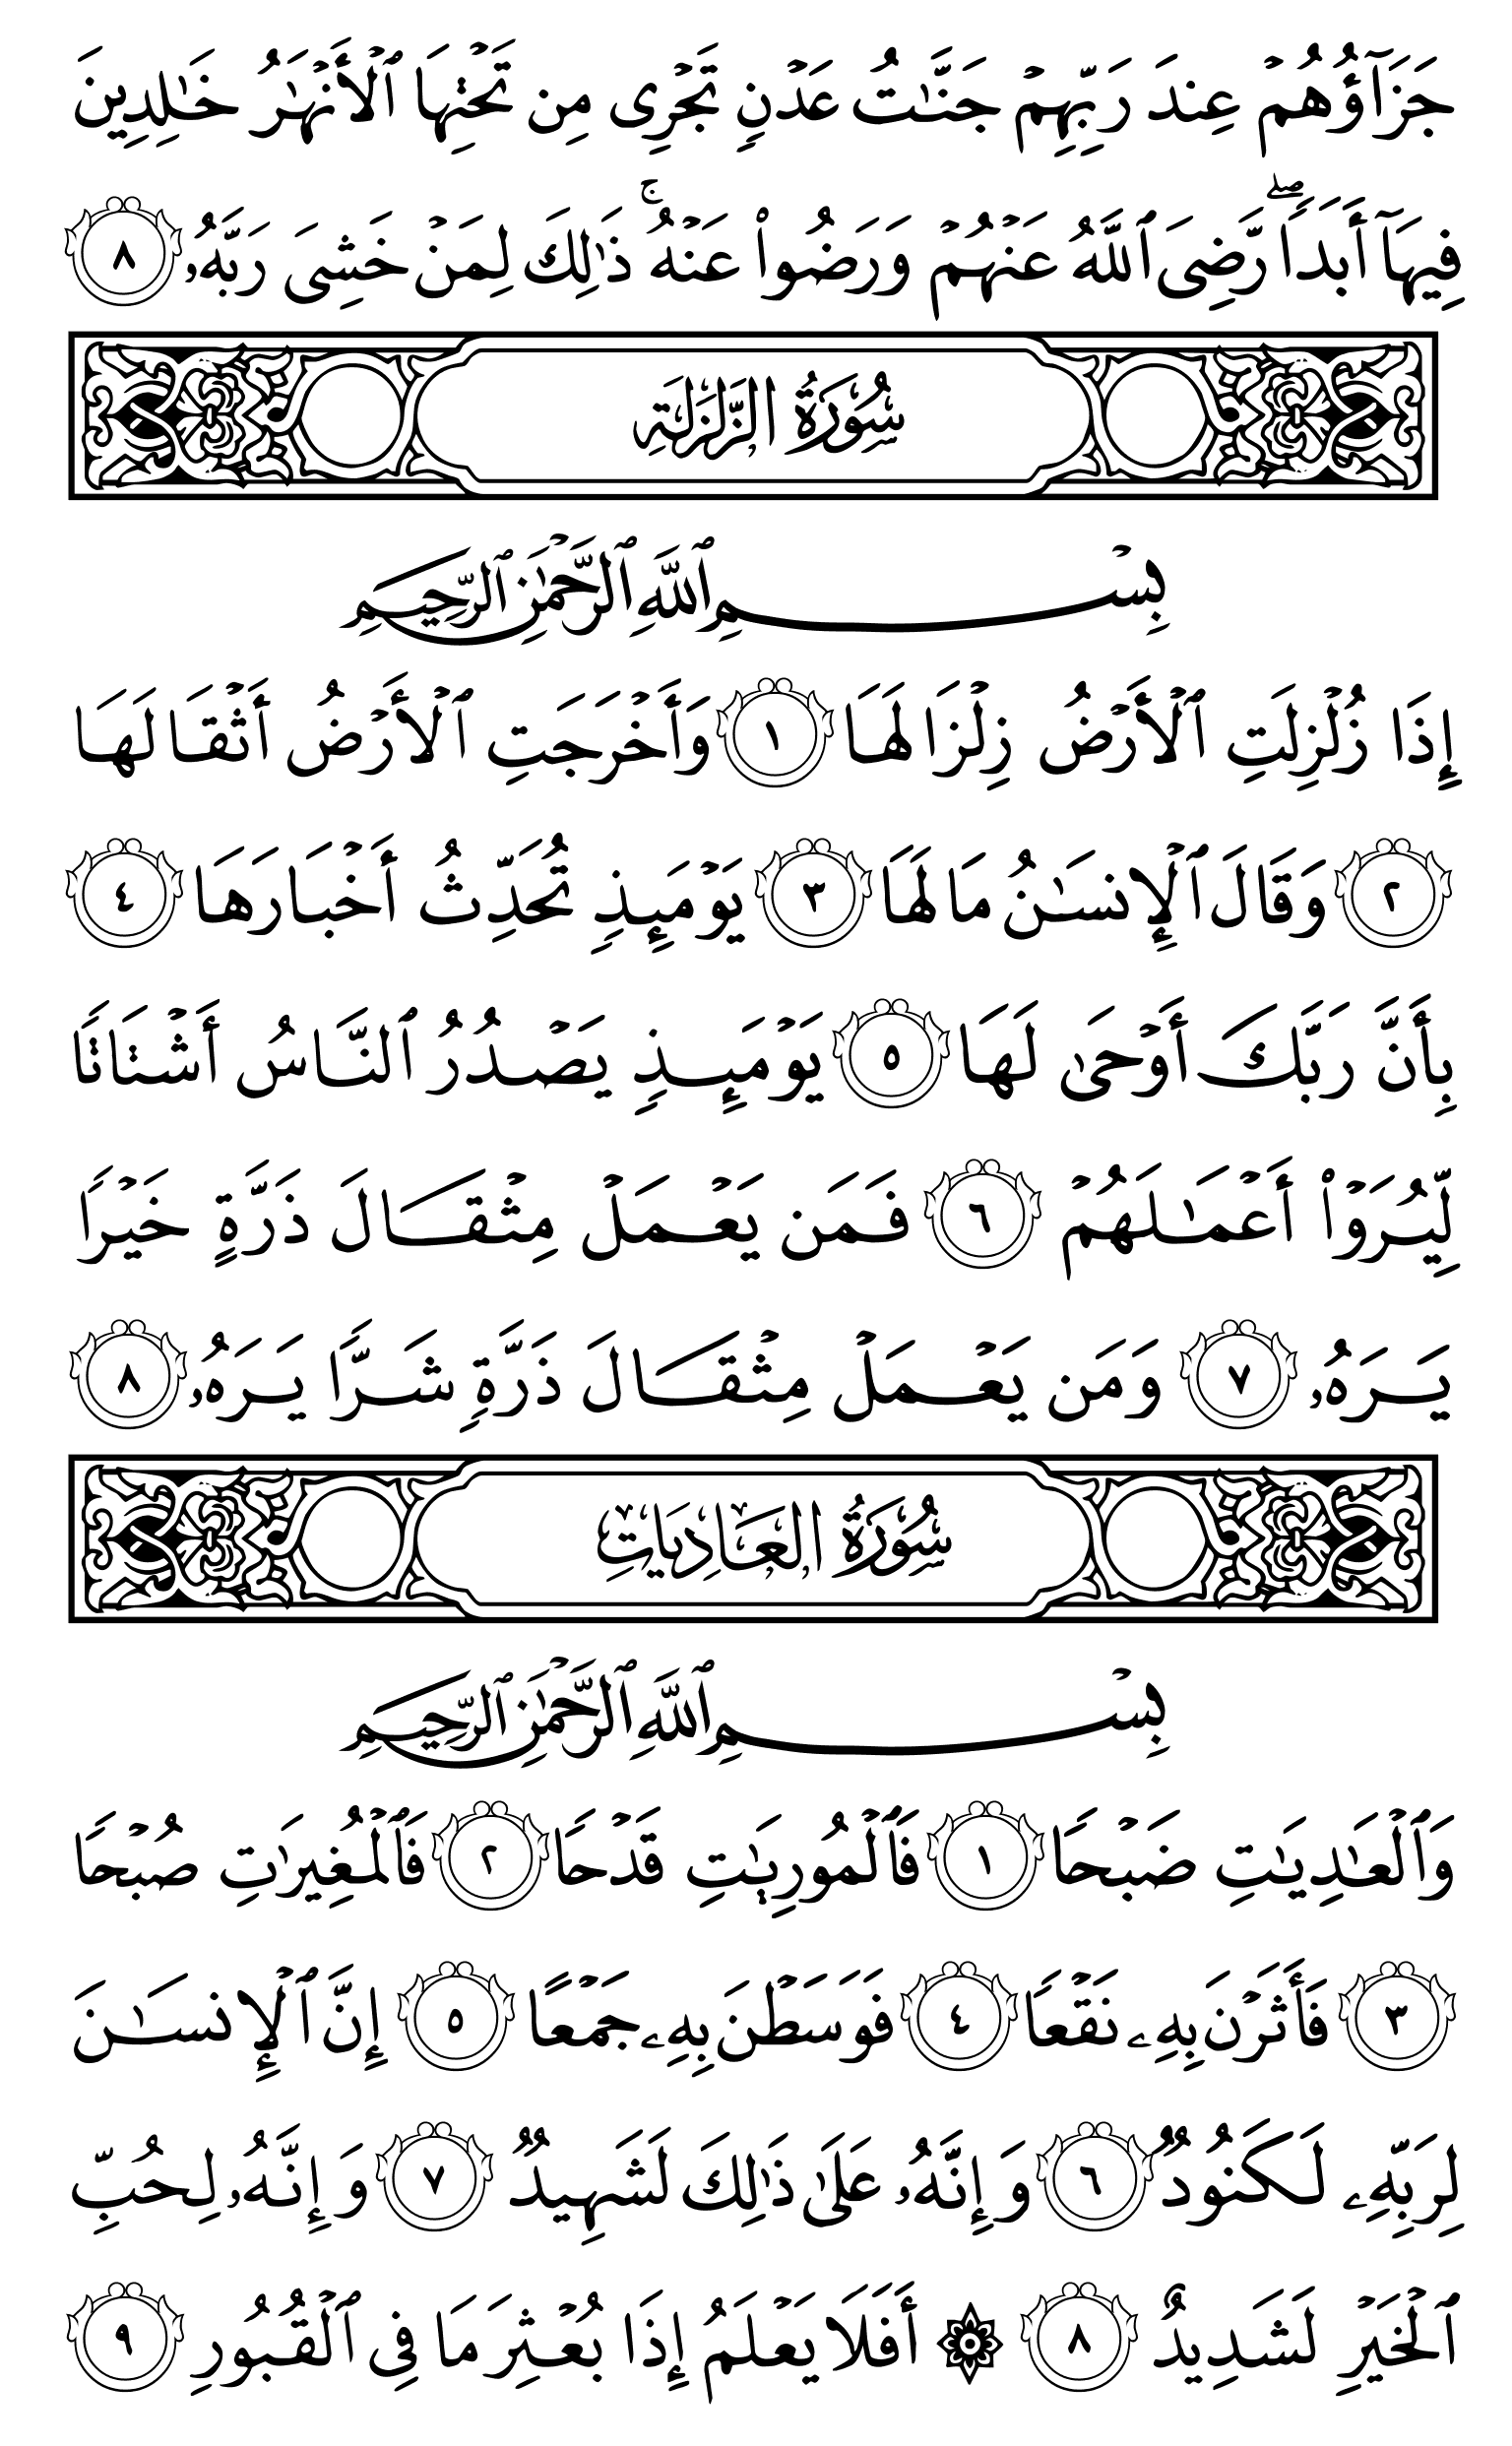 جَزَآؤُهُمْ عِندَ رَبِّهِمْ جَنَّـٰتُ عَدْنٍ تَجْرِى مِن تَحْتِهَا ٱلْأَنْهَـٰرُ خَـٰلِدِينَ
فِيهَآ أَبَدًا ۖ رَّضِىَ ٱللَّهُ عَنْهُمْ وَرَضُوا۟ عَنْهُ ۚ ذَٰلِكَ لِمَنْ خَشِىَ رَبَّهُۥ ٨
سُورَةُ الزَّلْزَلَةِ
بِسْمِ ٱللَّهِ ٱلرَّحْمَـٰنِ ٱلرَّحِيمِ
إِذَا زُلْزِلَتِ ٱلْأَرْضُ زِلْزَالَهَا ١ وَأَخْرَجَتِ ٱلْأَرْضُ أَثْقَالَهَا
٢ وَقَالَ ٱلْإِنسَـٰنُ مَا لَهَا ٣ يَوْمَئِذٍ تُحَدِّثُ أَخْبَارَهَا ٤
بِأَنَّ رَبَّكَ أَوْحَىٰ لَهَا ٥ يَوْمَئِذٍ يَصْدُرُ ٱلنَّاسُ أَشْتَاتًا
لِّيُرَوْا۟ أَعْمَـٰلَهُمْ ٦ فَمَن يَعْمَلْ مِثْقَالَ ذَرَّةٍ خَيْرًا
يَرَهُۥ ٧ وَمَن يَعْمَلْ مِثْقَالَ ذَرَّةٍ شَرًّا يَرَهُۥ ٨
سُورَةُ الْعَادِيَاتِ
بِسْمِ ٱللَّهِ ٱلرَّحْمَـٰنِ ٱلرَّحِيمِ
وَٱلْعَـٰدِيَـٰتِ ضَبْحًا ١ فَٱلْمُورِيَـٰتِ قَدْحًا ٢ فَٱلْمُغِيرَٰتِ صُبْحًا
٣ فَأَثَرْنَ بِهِۦ نَقْعًا ٤ فَوَسَطْنَ بِهِۦ جَمْعًا ٥ إِنَّ ٱلْإِنسَـٰنَ
لِرَبِّهِۦ لَكَنُودٌ ٦ وَإِنَّهُۥ عَلَىٰ ذَٰلِكَ لَشَهِيدٌ ٧ وَإِنَّهُۥ لِحُبِّ
ٱلْخَيْرِ لَشَدِيدٌ ٨ ۞ أَفَلَا يَعْلَمُ إِذَا بُعْثِرَ مَا فِى ٱلْقُبُورِ ٩